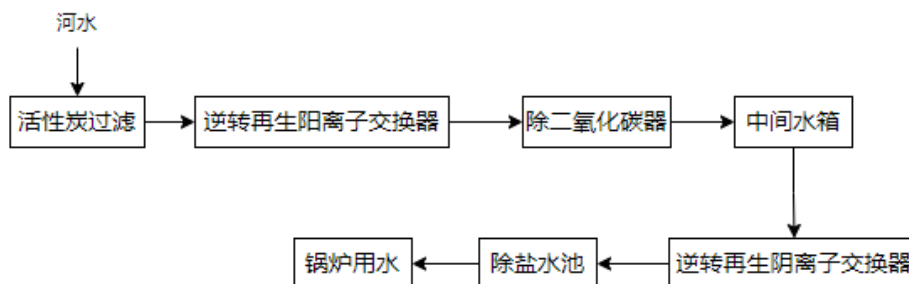 河水
活性炭过滤
逆转再生阳离子交换器
除二氧化碳器
中间水箱
逆转再生阴离子交换器
除盐水池
锅炉用水